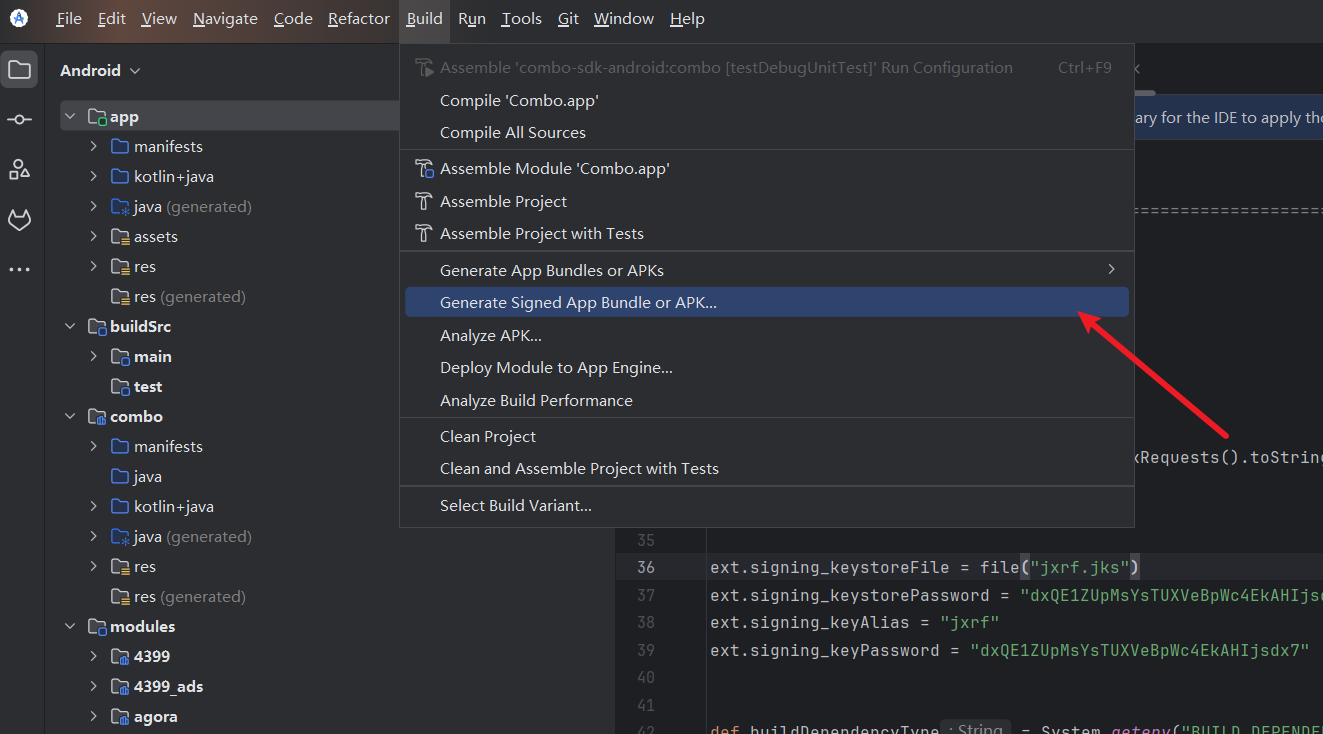 File Edit View Navigate Code Refactor Build Run Tools Git Window Help
Android
app
manifests
kotlin+java
java (generated)
assets
res
res (generated)
buildSrc
main
test
combo
manifests
java
kotlin+java
java (generated)
res
res (generated)
modules
4399
4399_ads
agora
Assemble 'combo-sdk-android:combo [testDebugUnitTest]' Run Configuration Ctrl+F9
Compile 'Combo.app'
Compile All Sources
Assemble Module 'Combo.app'
Assemble Project
Assemble Project with Tests
Generate App Bundles or APKs
Generate Signed App Bundle or APK...
Analyze APK...
Deploy Module to App Engine...
Analyze Build Performance
Clean Project
Clean and Assemble Project with Tests
Select Build Variant...
ary for the IDE to apply the
====================
xRequests().toString
35
36 ext.signing_keystoreFile = file("jxrf.jks")
37 ext.signing_keystorePassword = "dxQE1ZUpMsYsTUXVeBpWc4EkAHIjsd
38 ext.signing_keyAlias = "jxrf"
39 ext.signing_keyPassword = "dxQE1ZUpMsYsTUXVeBpWc4EkAHIjsdx7"
40
41
42 def buildDependencyType : String = System.getenv("BUILD_DEPENDE